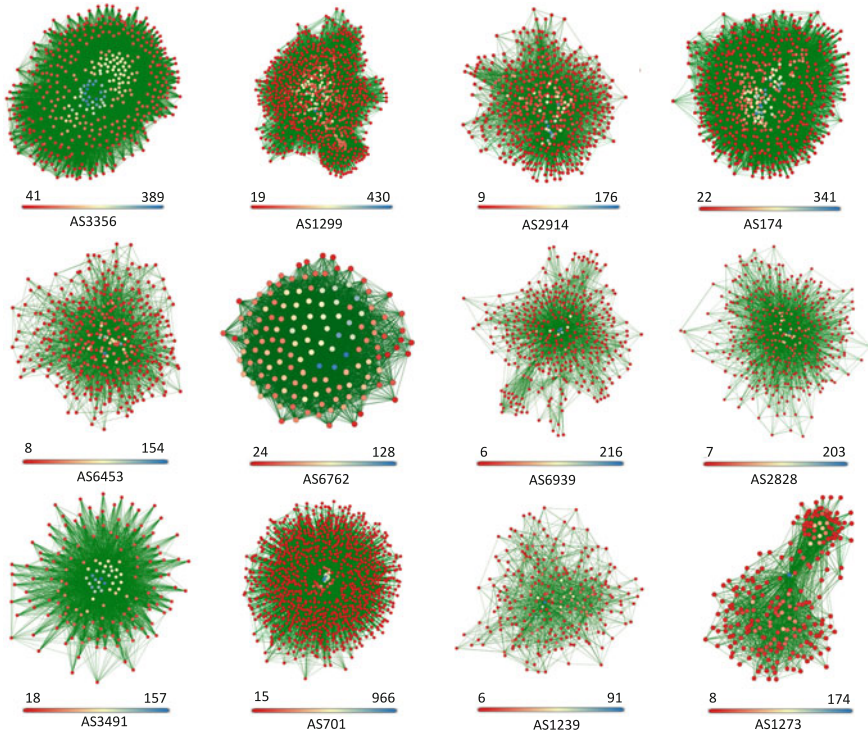 41 389
AS3356
19 430
AS1299
9 176
AS2914
22 341
AS174
8 154
AS6453
24 128
AS6762
6 216
AS6939
7 203
AS2828
18 157
AS3491
15 966
AS701
6 91
AS1239
8 174
AS1273